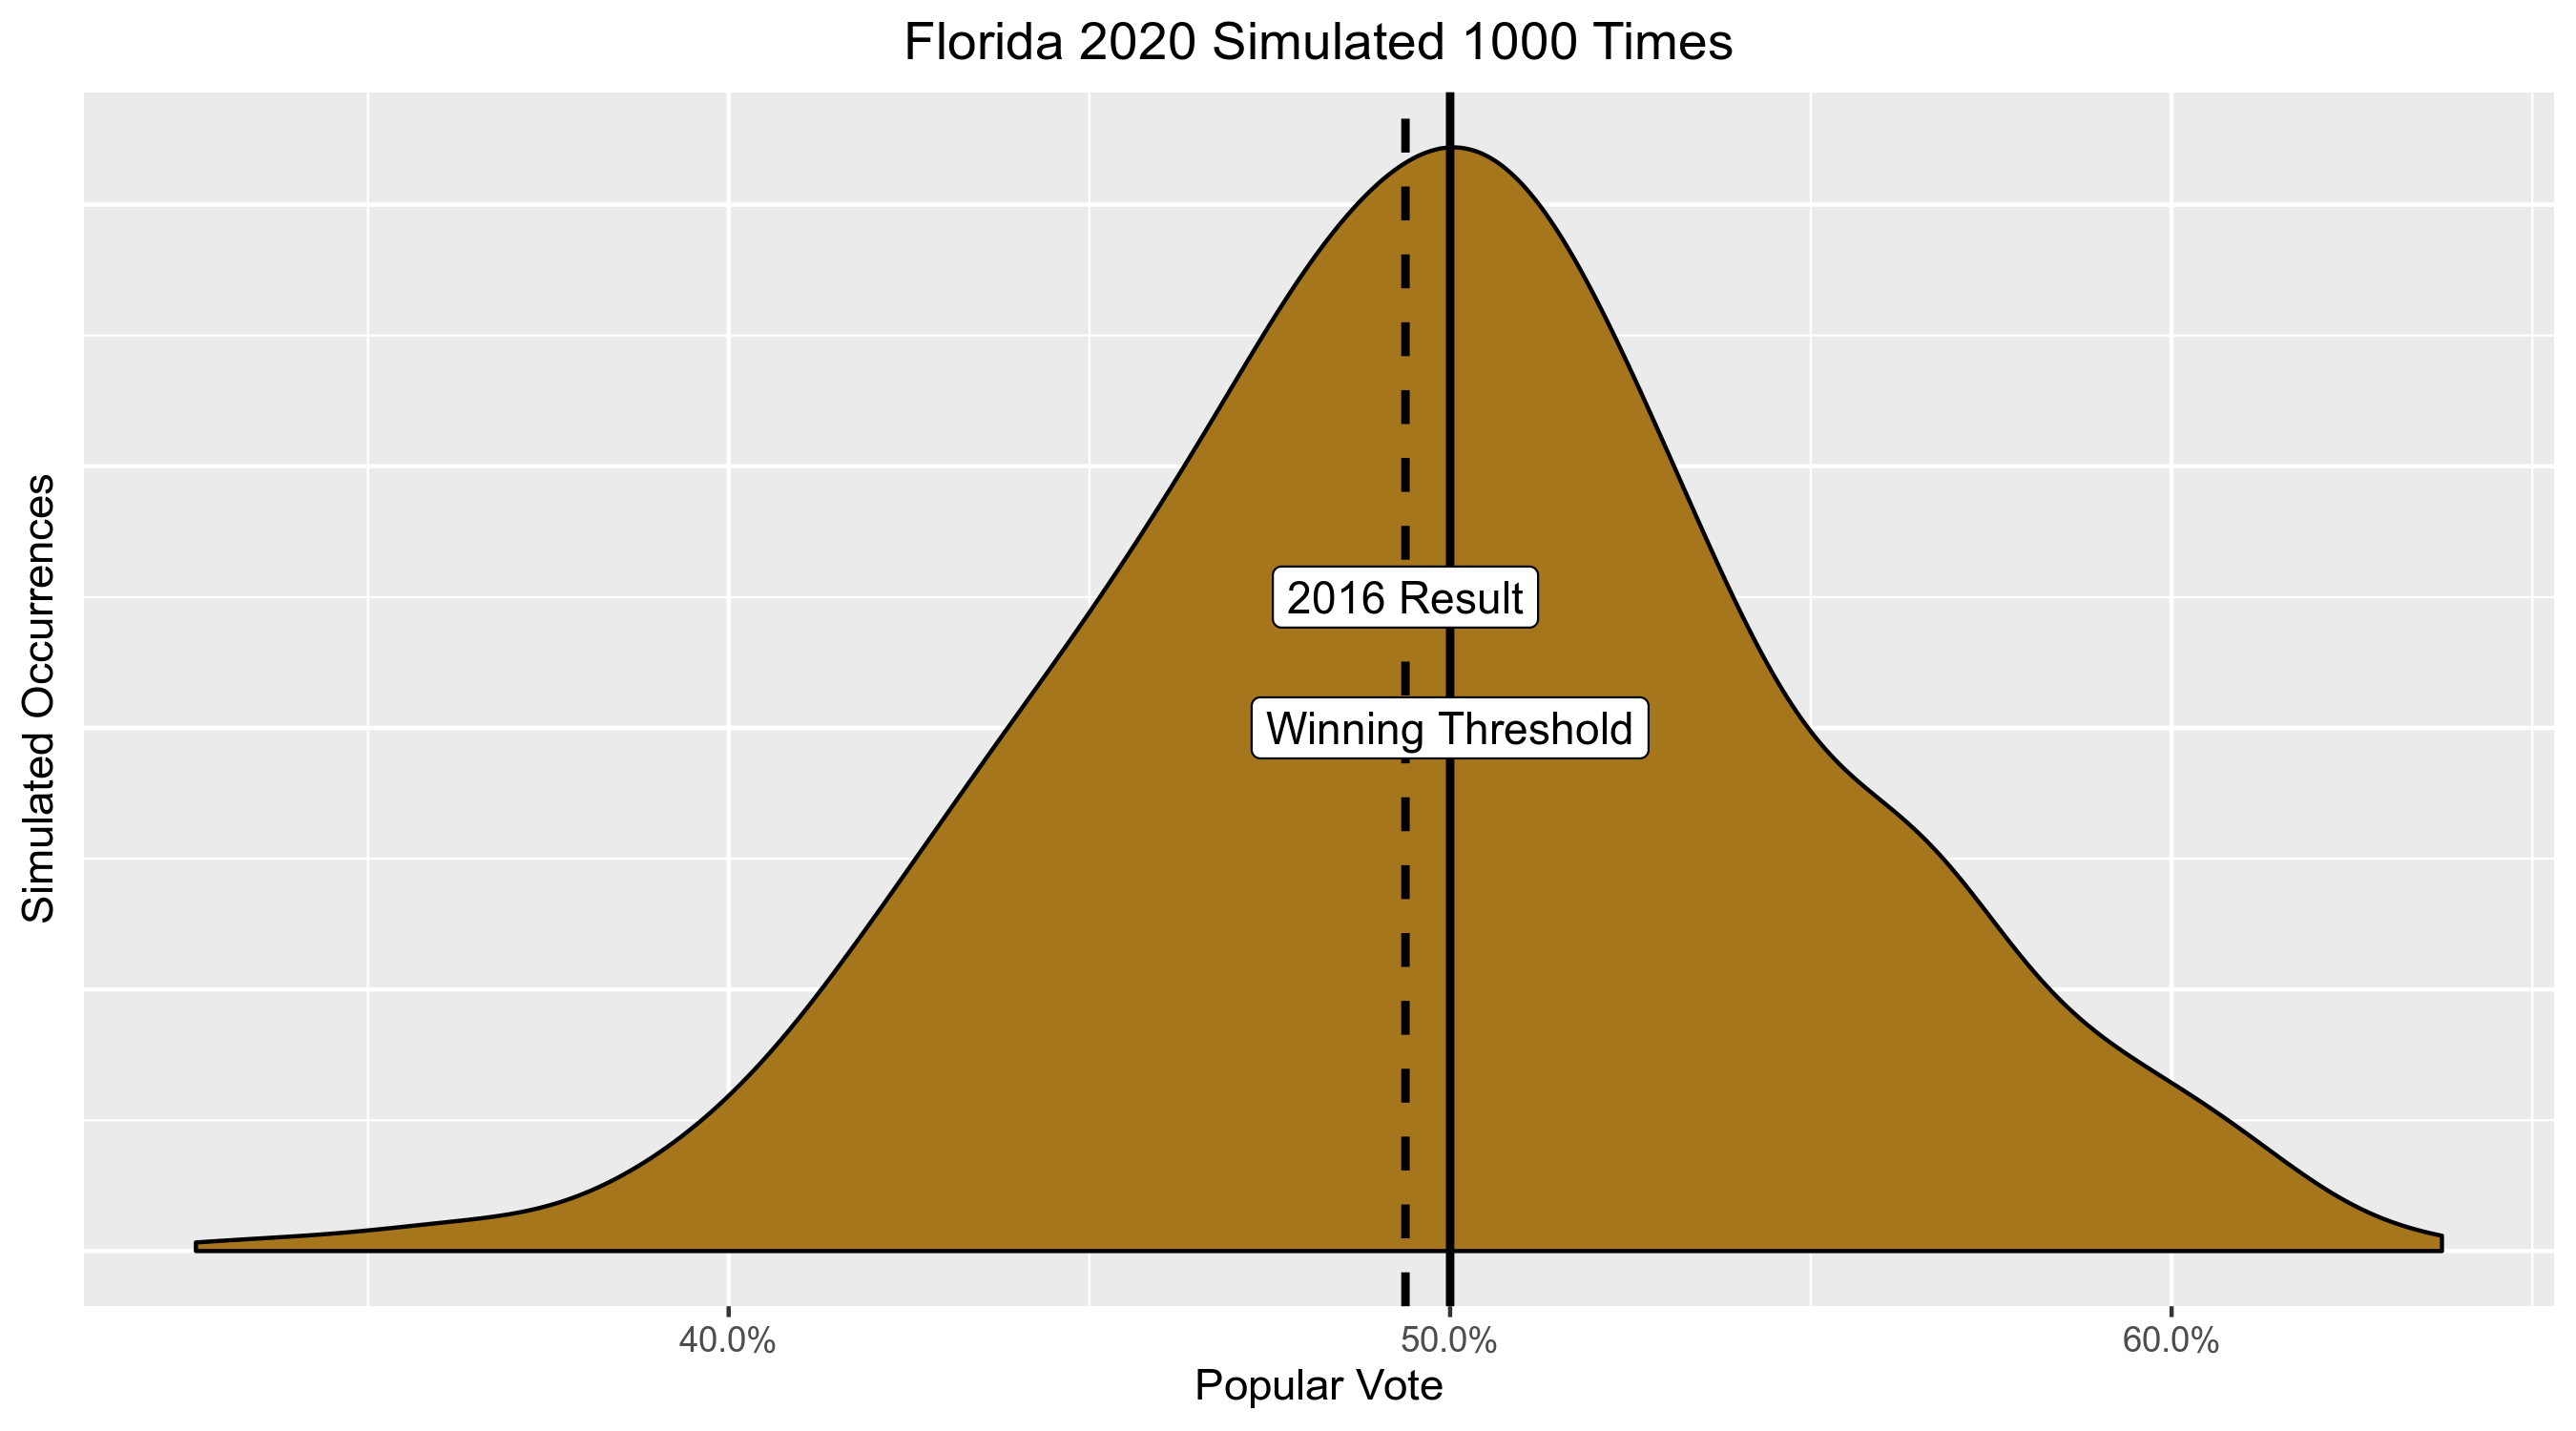 Florida 2020 Simulated 1000 Times
Simulated Occurrences
2016 Result
Winning Threshold
40.0%
50.0%
60.0%
Popular Vote